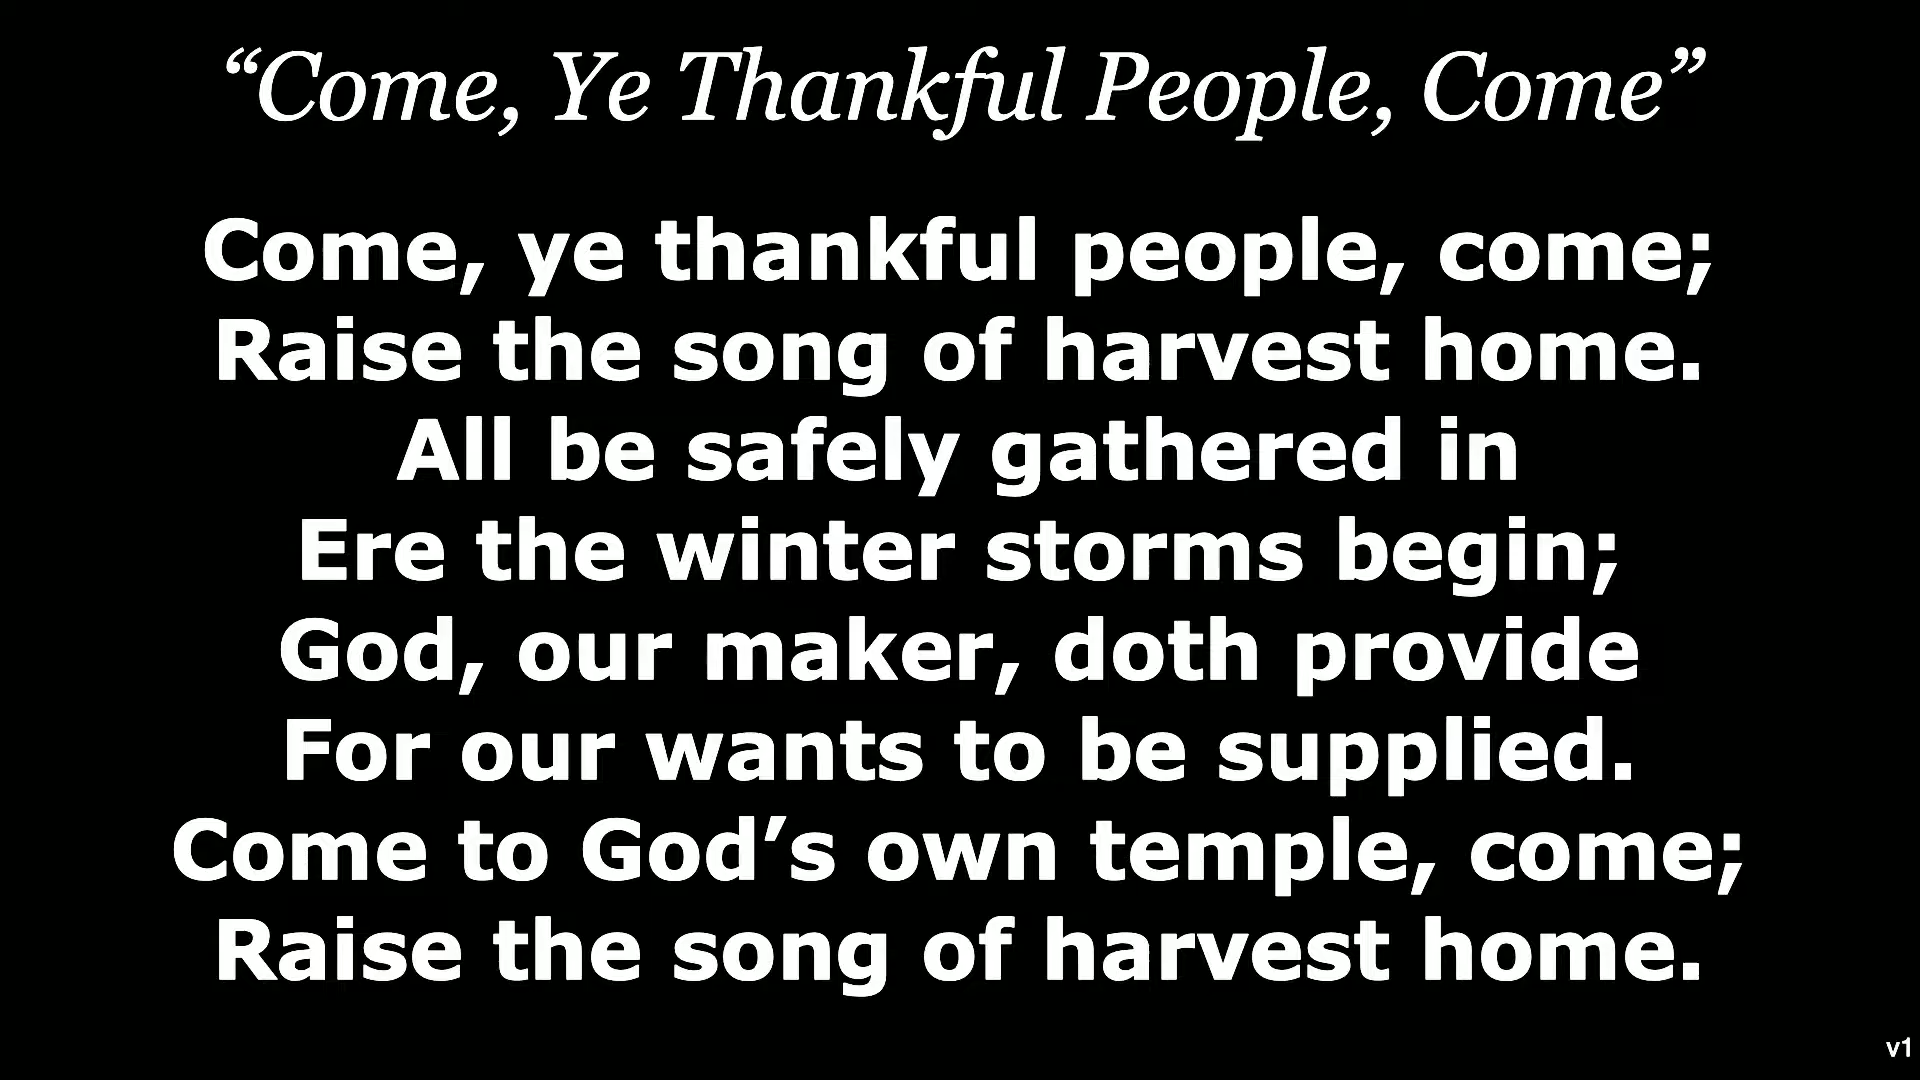 “Come, Ye Thankful People, Come”
Come, ye thankful people, come;
Raise the song of harvest home.
All be safely gathered in
Ere the winter storms begin;
God, our maker, doth provide
For our wants to be supplied.
Come to God’s own temple, come;
Raise the song of harvest home.
v1